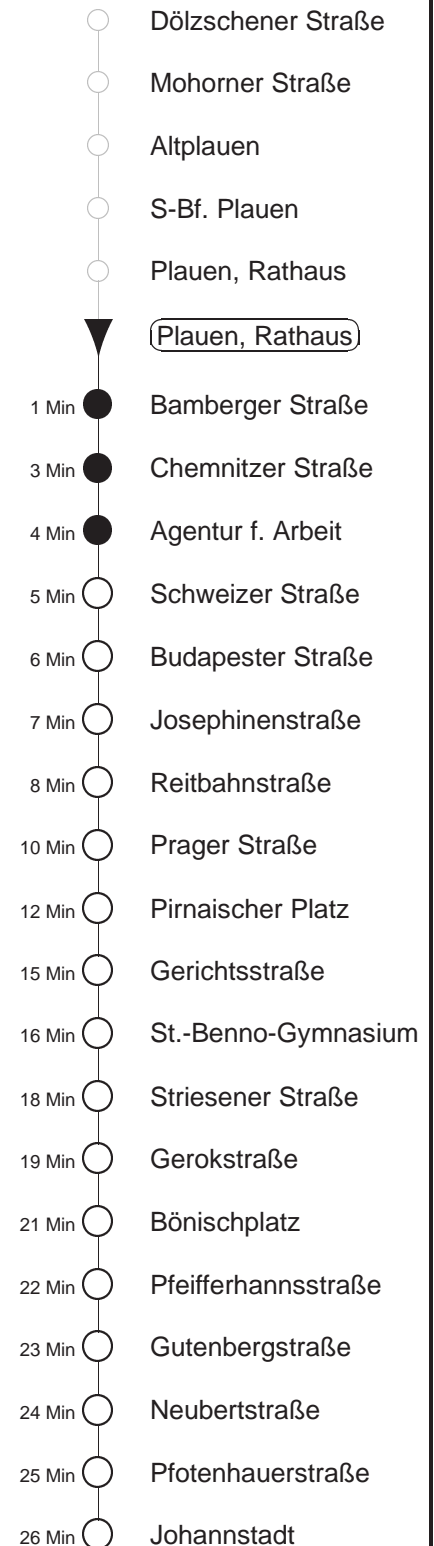 Dölzschener Straße
Mohorner Straße
Altplauen
S-Bf. Plauen
Plauen, Rathaus
Plauen, Rathaus
1 Min Bamberger Straße
3 Min Chemnitzer Straße
4 Min Agentur f. Arbeit
5 Min Schweizer Straße
6 Min Budapester Straße
7 Min Josephinenstraße
8 Min Reitbahnstraße
10 Min Prager Straße
12 Min Pirnaischer Platz
15 Min Gerichtsstraße
16 Min St.-Benno-Gymnasium
18 Min Striesener Straße
19 Min Gerokstraße
21 Min Bönischplatz
22 Min Pfeifferhannsstraße
23 Min Gutenbergstraße
24 Min Neubertstraße
25 Min Pfotenhauerstraße
26 Min Johannstadt